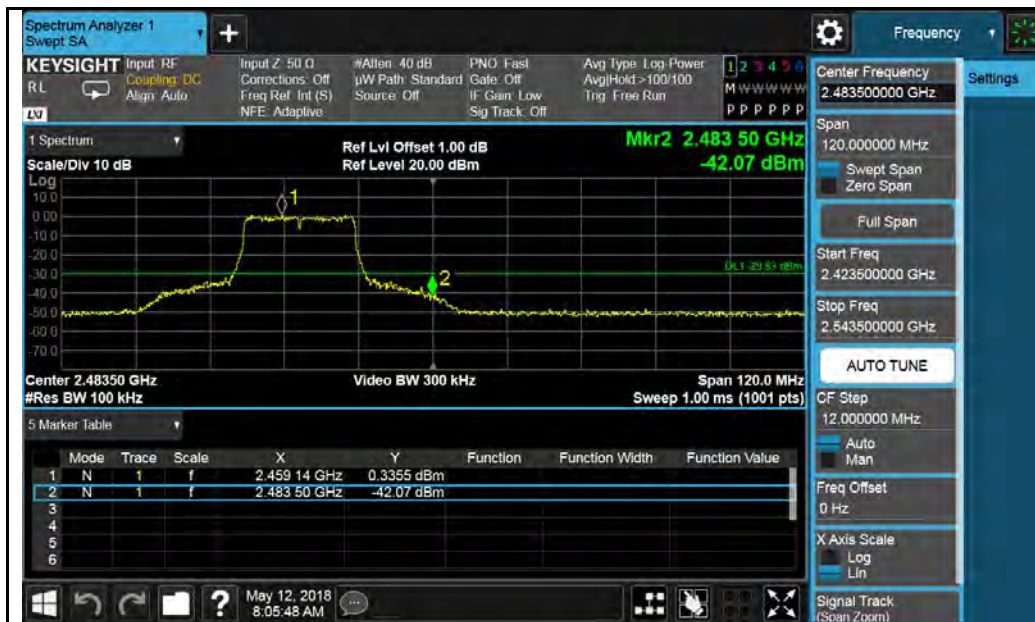 Spectrum Analyzer 1
Swept SA
Frequency
KEYSIGHT
RL
LXI
Input: RF
Coupling: DC
Align: Auto
Input Z: 50 Ω
Corrections: Off
Freq Ref: Int (S)
NFE: Adaptive
#Atten: 40 dB
µW Path: Standard
Source: Off
PNO: Fast
Gate: Off
IF Gain: Low
Sig Track: Off
Avg Type: Log-Power
Avg|Hold:>100/100
Trig: Free Run
1 2 3 4 5 6
M W W W W W
P P P P P P
1 Spectrum
Scale/Div 10 dB
Ref Lvl Offset 1.00 dB
Ref Level 20.00 dBm
Mkr2 2.483 50 GHz
-42.07 dBm
Log
10.0
0.00
-10.0
-20.0
-30.0
-40.0
-50.0
-60.0
-70.0
1
2
Center 2.48350 GHz
#Res BW 100 kHz
Video BW 300 kHz
Span 120.0 MHz
Sweep 1.00 ms (1001 pts)
5 Marker Table
Mode Trace Scale X Y Function Function Width Function Value
1 N 1 f 2.459 14 GHz 0.3355 dBm
2 N 1 f 2.483 50 GHz -42.07 dBm
3
4
5
6
May 12, 2018
8:05:48 AM
Center Frequency
2.483500000 GHz
Settings
Span
120.000000 MHz
Swept Span
Zero Span
Full Span
Start Freq
2.423500000 GHz
Stop Freq
2.543500000 GHz
AUTO TUNE
CF Step
12.000000 MHz
Auto
Man
Freq Offset
0 Hz
X Axis Scale
Log
Lin
Signal Track
(Span Zoom)